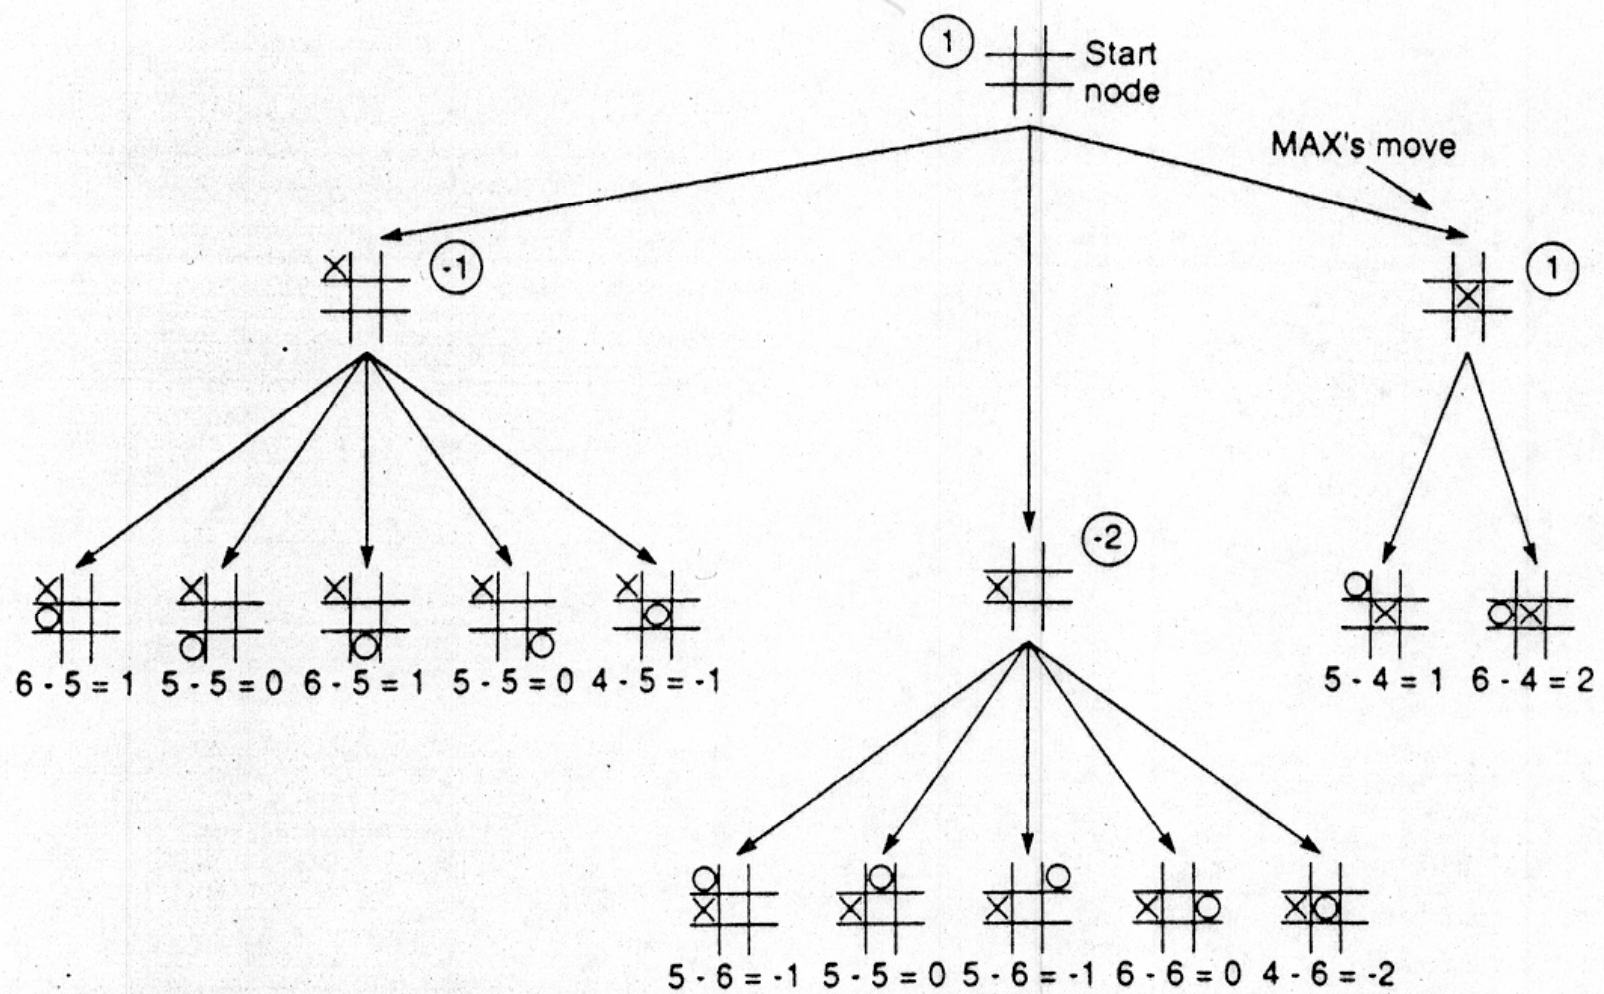 1
Start
node
MAX's move
-1
1
-2
6 - 5 = 1 5 - 5 = 0 6 - 5 = 1 5 - 5 = 0 4 - 5 = -1
5 - 4 = 1 6 - 4 = 2
5 - 6 = -1 5 - 5 = 0 5 - 6 = -1 6 - 6 = 0 4 - 6 = -2